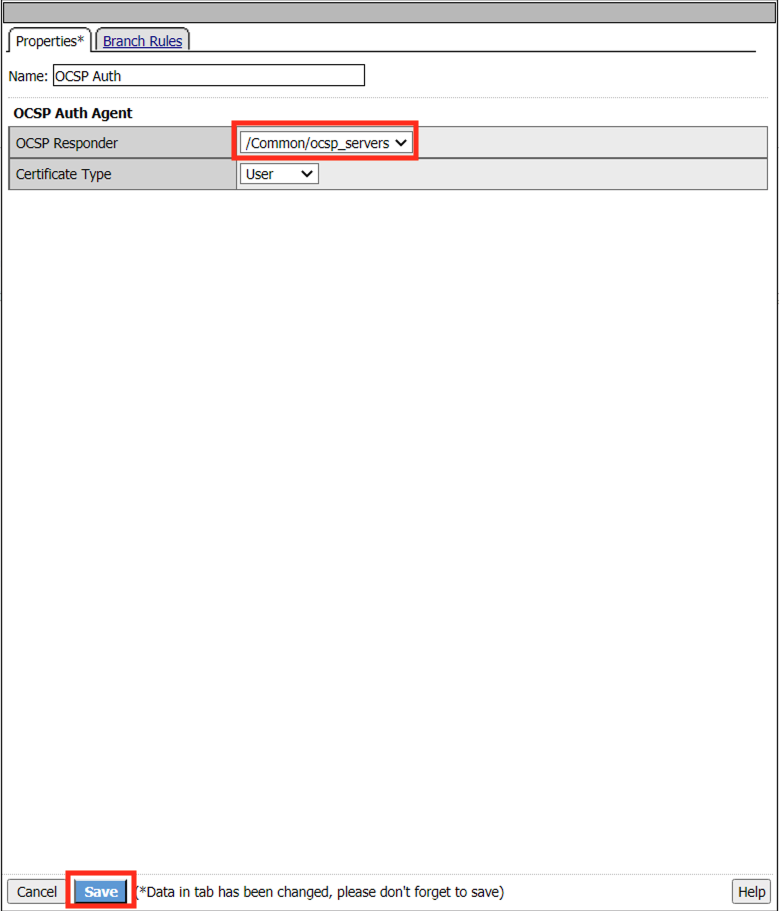 Properties* Branch Rules
Name: OCSP Auth
OCSP Auth Agent
OCSP Responder /Common/ocsp_servers
Certificate Type User
Cancel Save (*Data in tab has been changed, please don't forget to save) Help